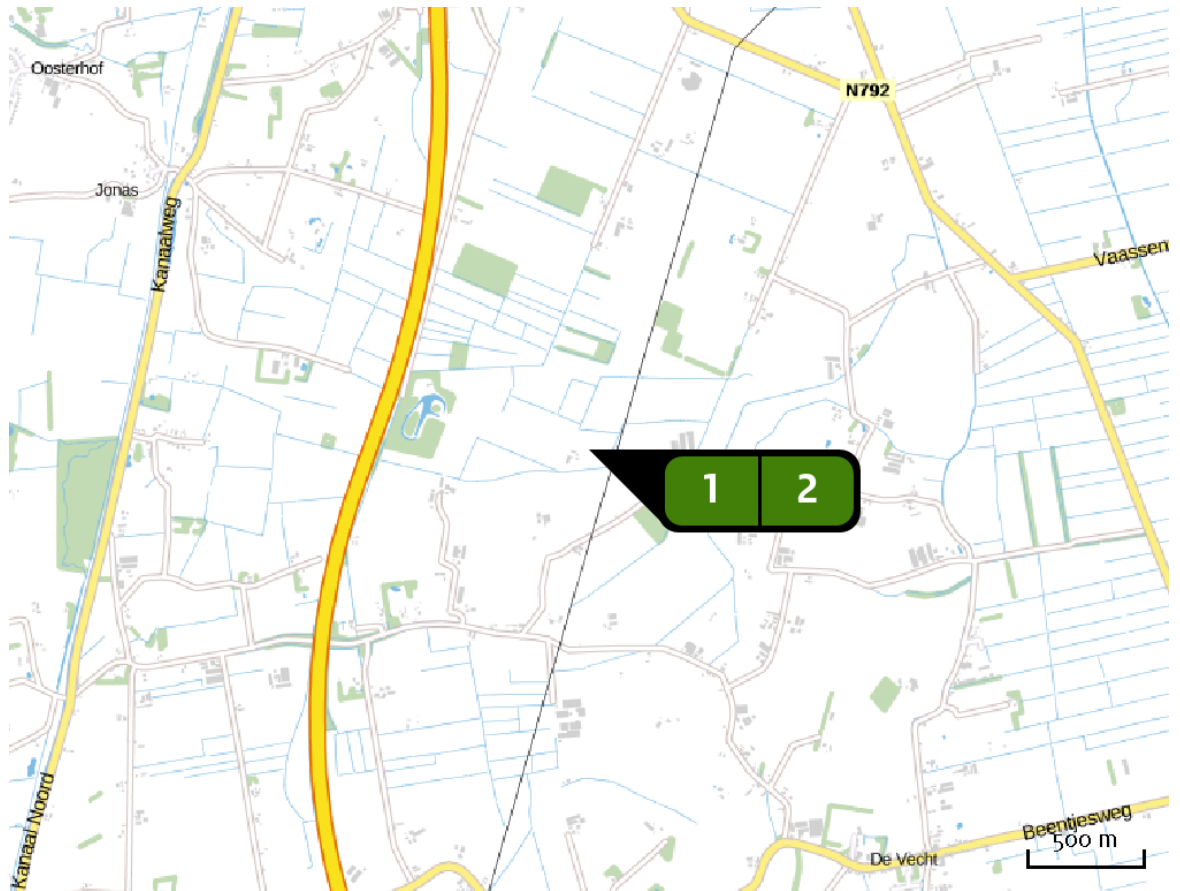 Oosterhof
N792
Jonas
Kanaalweg
Vaassen
1 2
Kanaal Noord
Beentjesweg
500 m
De Vecht